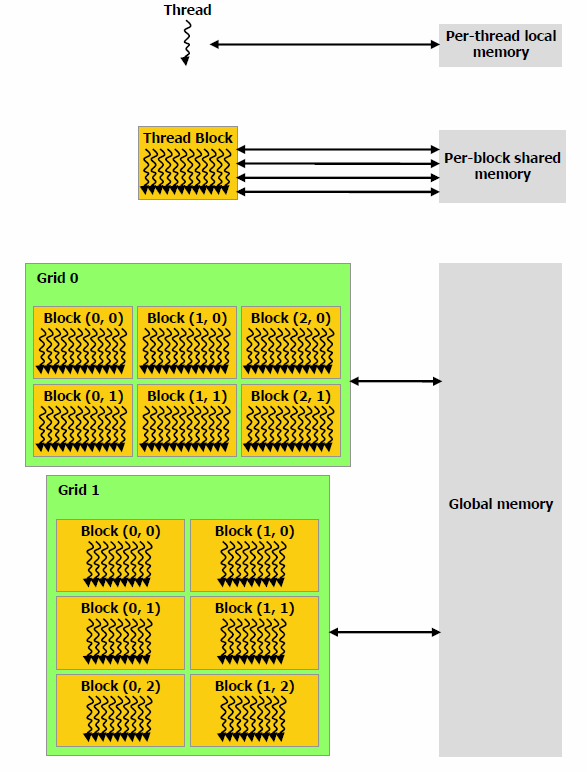 Thread
Per-thread local
memory
Thread Block
Per-block shared
memory
Grid 0
Block (0, 0)
Block (1, 0)
Block (2, 0)
Block (0, 1)
Block (1, 1)
Block (2, 1)
Grid 1
Block (0, 0)
Block (1, 0)
Block (0, 1)
Block (1, 1)
Block (0, 2)
Block (1, 2)
Global memory